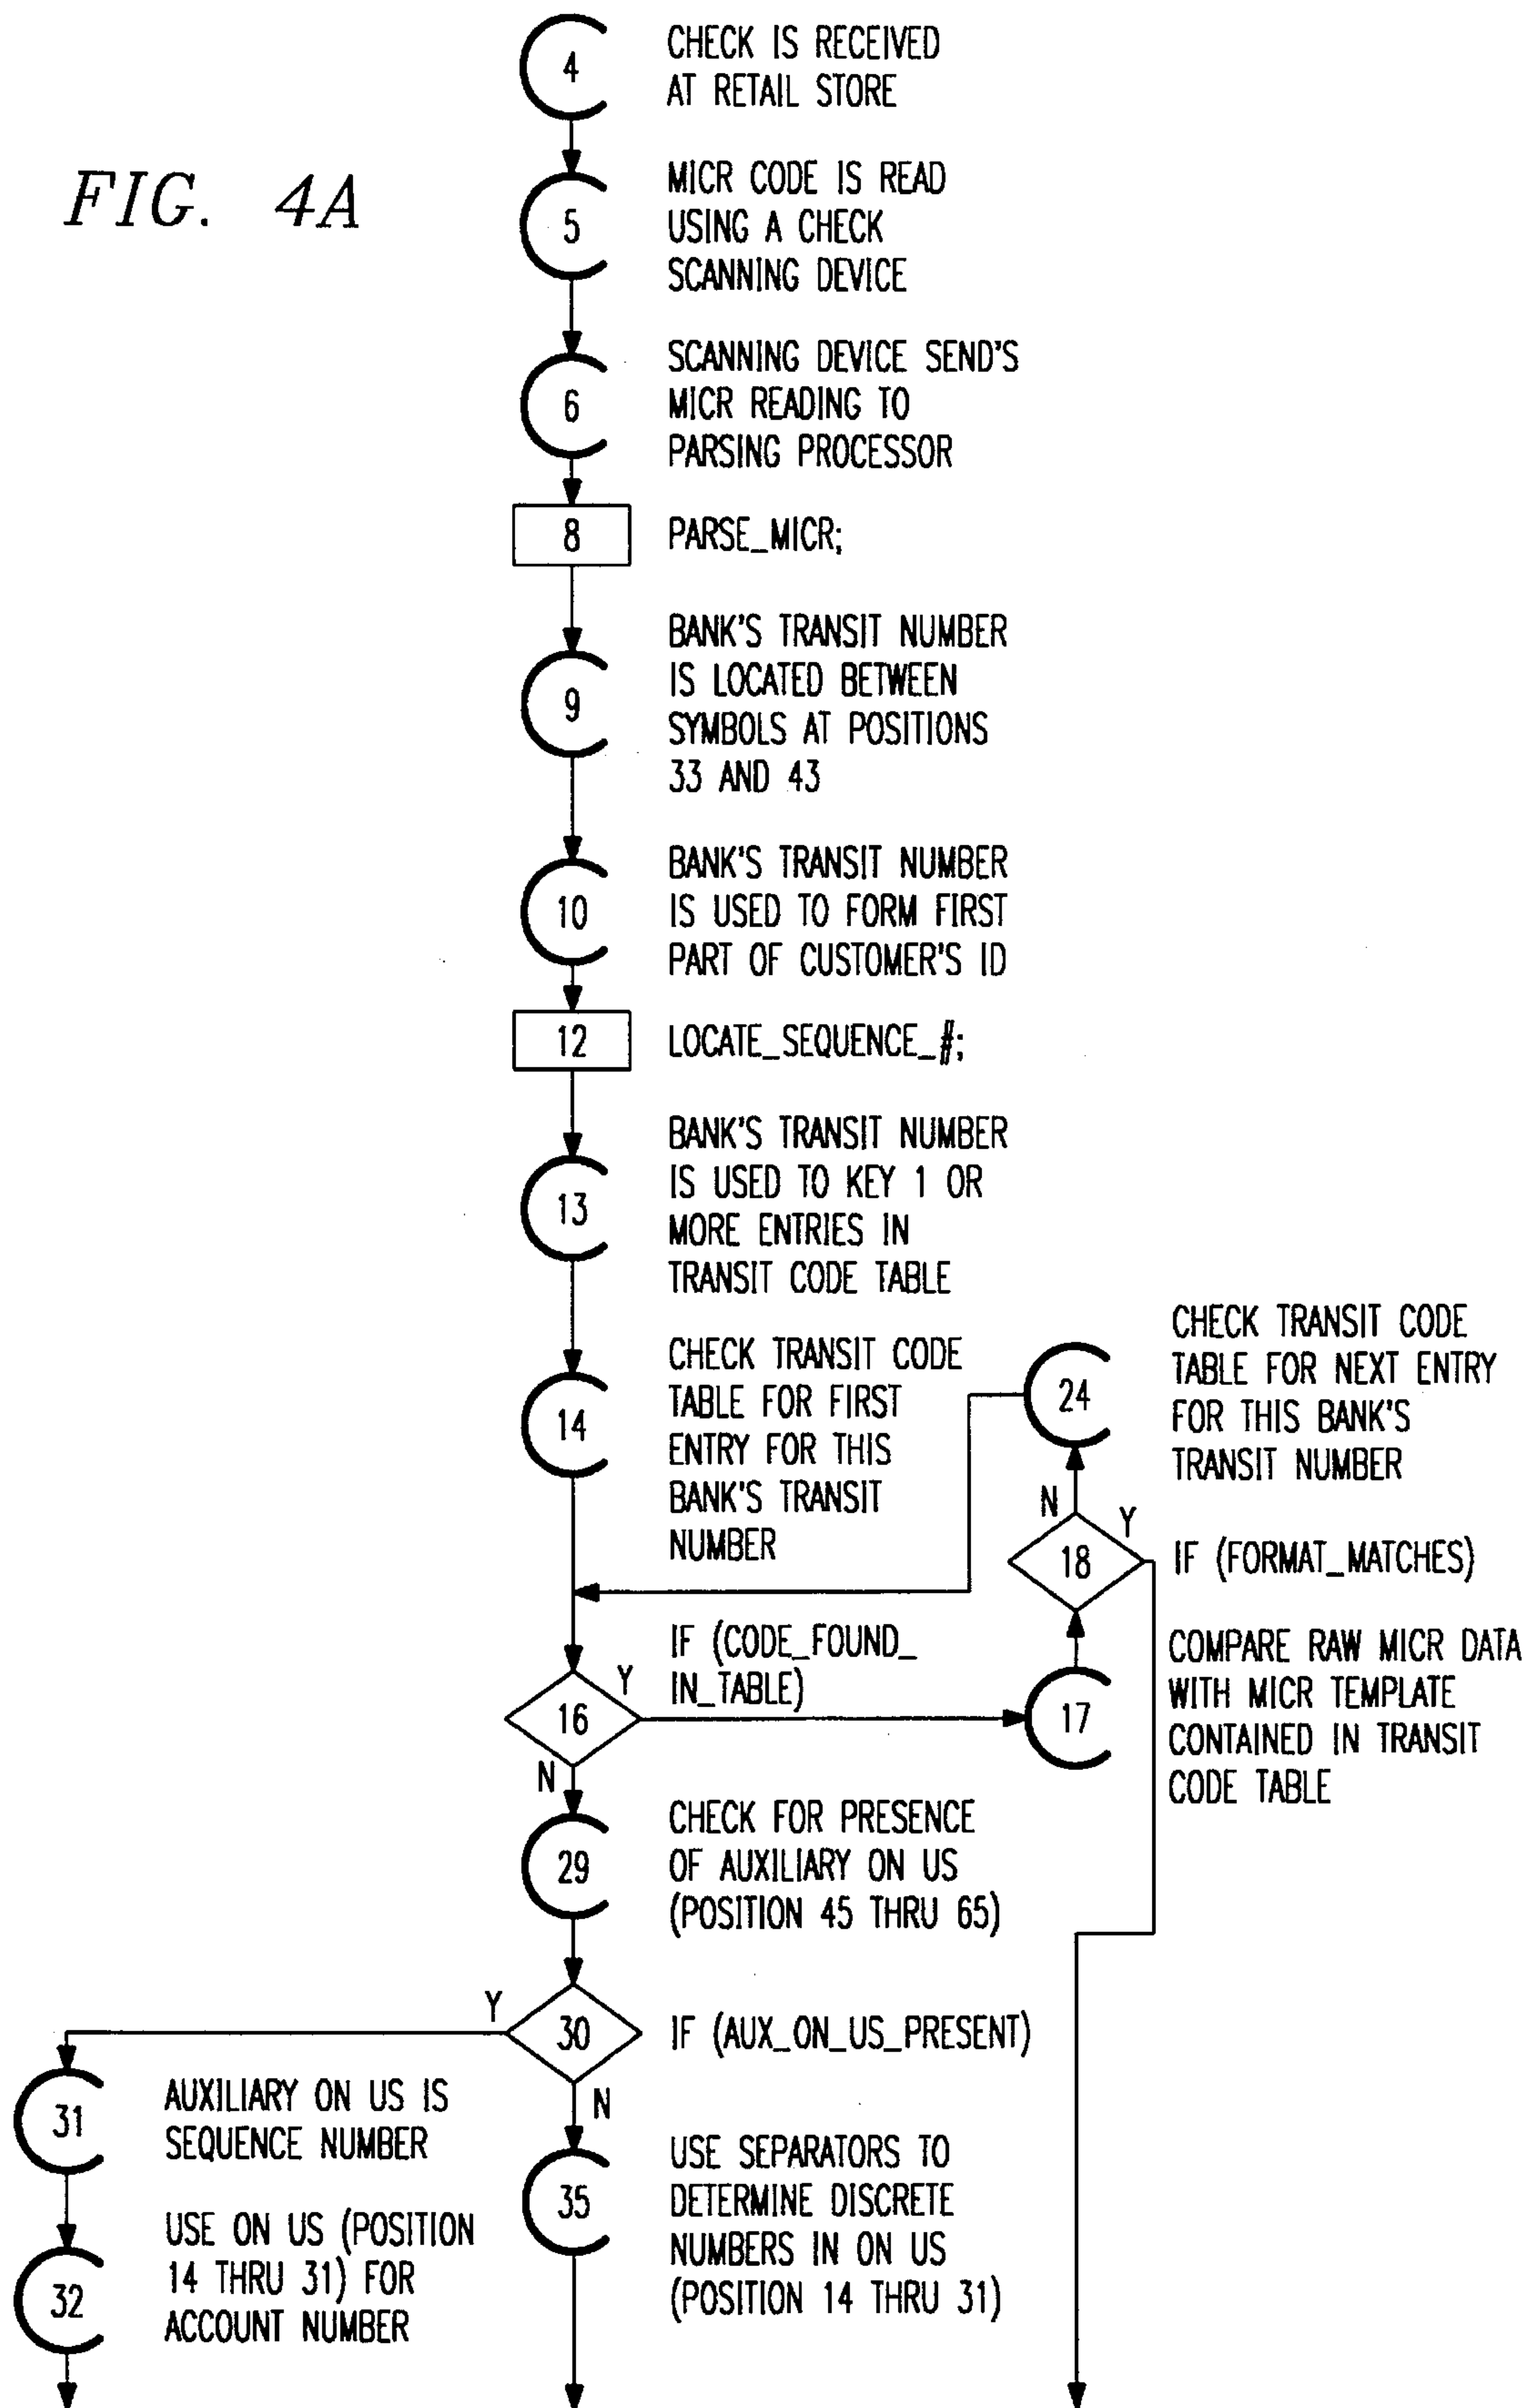 FIG. 4A
4
CHECK IS RECEIVED
AT RETAIL STORE
5
MICR CODE IS READ
USING A CHECK
SCANNING DEVICE
6
SCANNING DEVICE SEND'S
MICR READING TO
PARSING PROCESSOR
8
PARSE_MICR;
9
BANK'S TRANSIT NUMBER
IS LOCATED BETWEEN
SYMBOLS AT POSITIONS
33 AND 43
10
BANK'S TRANSIT NUMBER
IS USED TO FORM FIRST
PART OF CUSTOMER'S ID
12
LOCATE_SEQUENCE_#;
13
BANK'S TRANSIT NUMBER
IS USED TO KEY 1 OR
MORE ENTRIES IN
TRANSIT CODE TABLE
14
CHECK TRANSIT CODE
TABLE FOR FIRST
ENTRY FOR THIS
BANK'S TRANSIT
NUMBER
24
CHECK TRANSIT CODE
TABLE FOR NEXT ENTRY
FOR THIS BANK'S
TRANSIT NUMBER
N
Y
18
IF (FORMAT_MATCHES)
16
Y
N
IF (CODE_FOUND_
IN_TABLE)
17
COMPARE RAW MICR DATA
WITH MICR TEMPLATE
CONTAINED IN TRANSIT
CODE TABLE
29
CHECK FOR PRESENCE
OF AUXILIARY ON US
(POSITION 45 THRU 65)
Y
30
N
IF (AUX_ON_US_PRESENT)
31
AUXILIARY ON US IS
SEQUENCE NUMBER
32
USE ON US (POSITION
14 THRU 31) FOR
ACCOUNT NUMBER
35
USE SEPARATORS TO
DETERMINE DISCRETE
NUMBERS IN ON US
(POSITION 14 THRU 31)